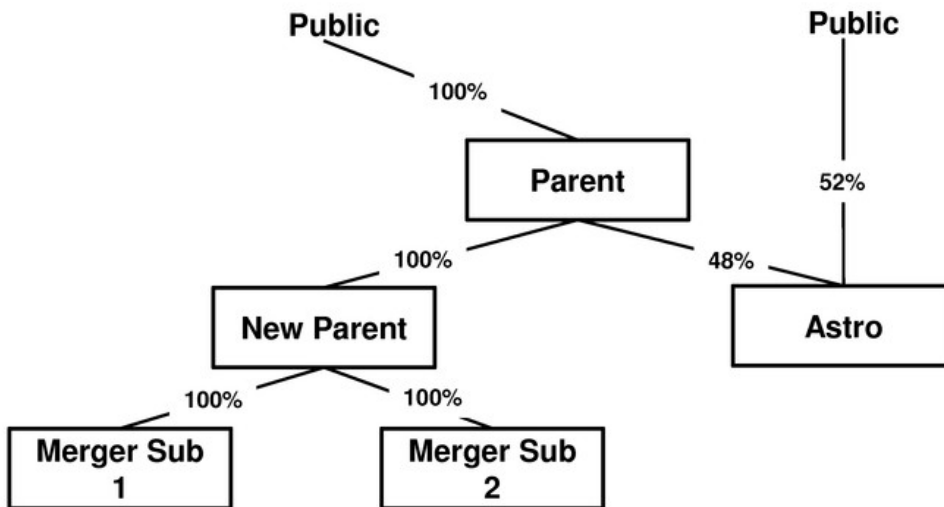 Public
Public
100%
Parent
52%
100%
48%
New Parent
Astro
100%
100%
Merger Sub
1
Merger Sub
2